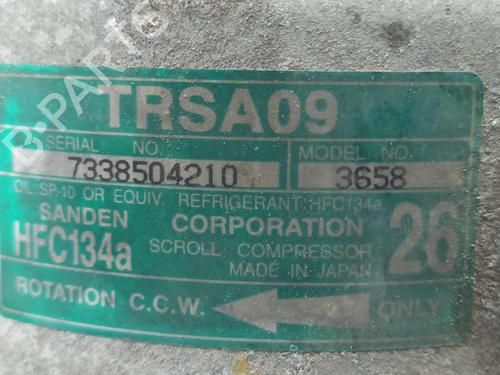 TRSA09
SERIAL NO. MODEL NO.
7338504210 3658
OIL: SP-10 OR EQUIV. REFRIGERANT: HFC134a
SANDEN CORPORATION 26
HFC134a SCROLL COMPRESSOR
MADE IN JAPAN
ROTATION C.C.W. ONLY
B-PARTS